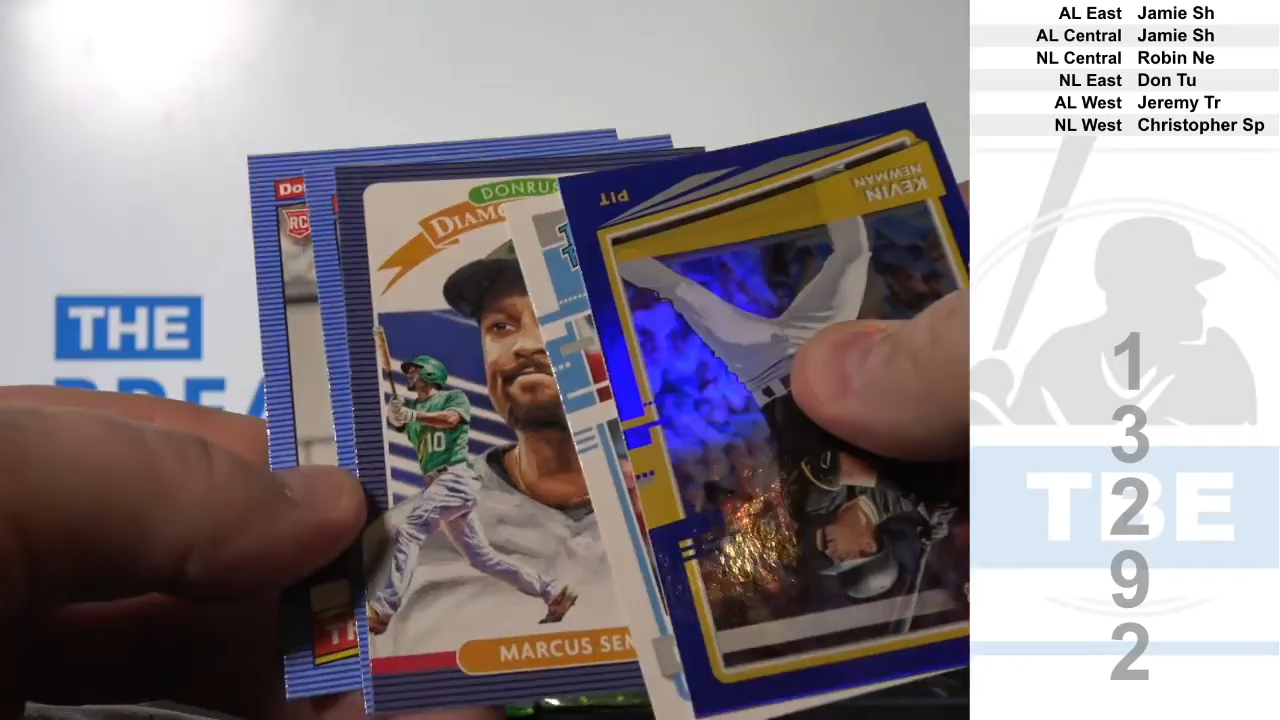 AL East Jamie Sh
AL Central Jamie Sh
NL Central Robin Ne
NL East Don Tu
AL West Jeremy Tr
NL West Christopher Sp
THE
DONRUS
DIAMO
RC
10
MARCUS SEM
PIT
KEVIN
NEWMAN
TBE
1
3
2
9
2